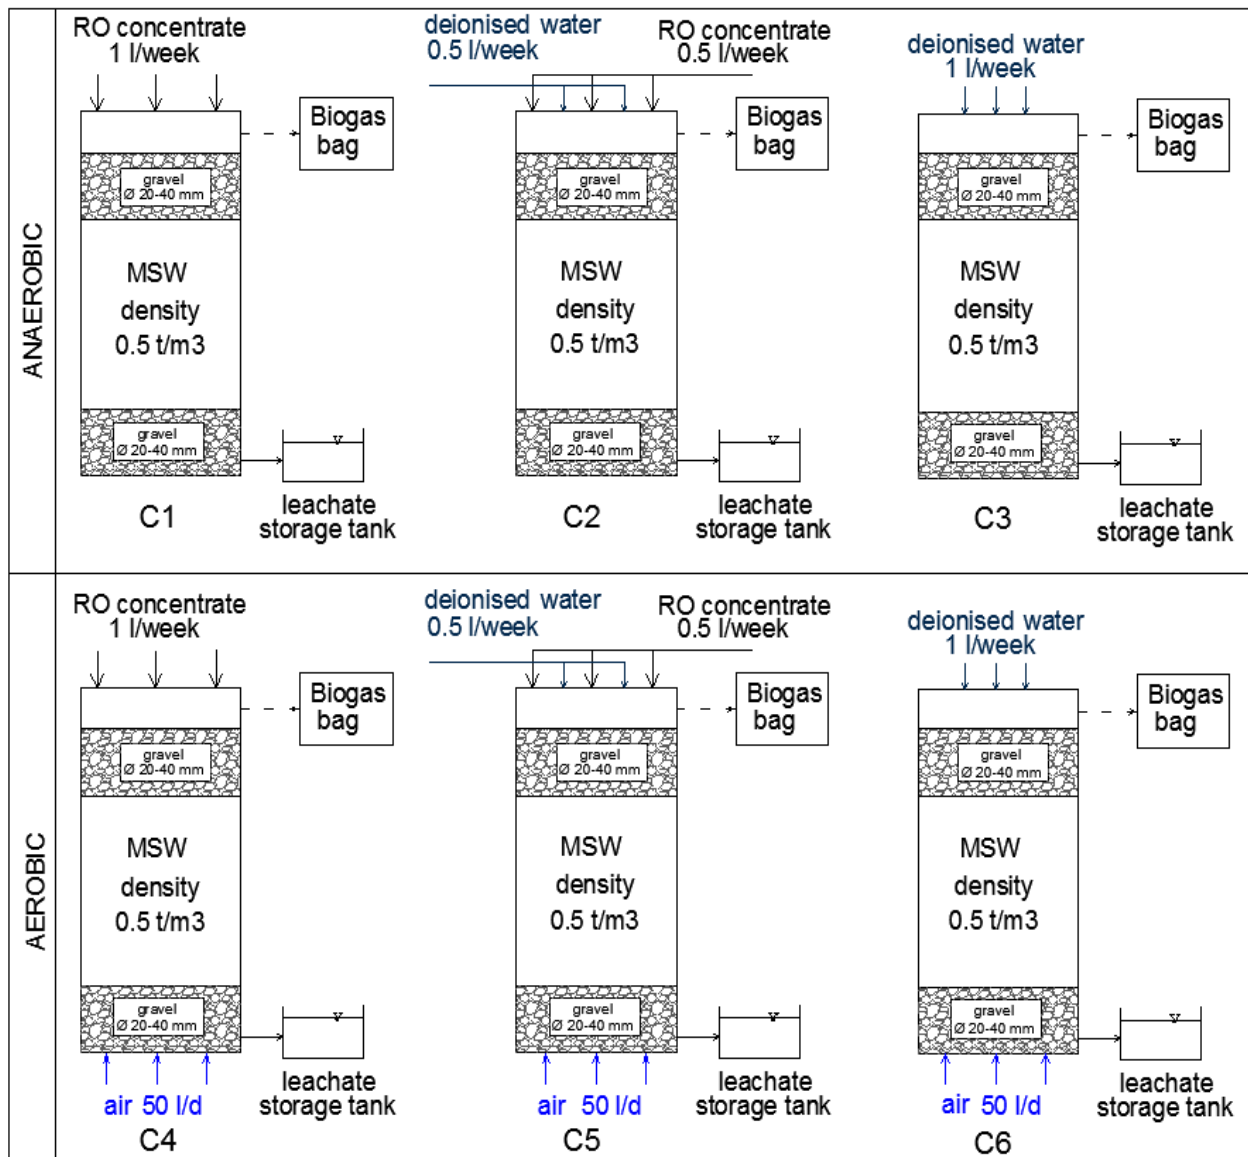 ANAEROBIC
RO concentrate
1 l/week
Biogas
bag
gravel
Ø 20-40 mm
MSW
density
0.5 t/m3
gravel
Ø 20-40 mm
leachate
storage tank
C1
deionised water
0.5 l/week
RO concentrate
0.5 l/week
Biogas
bag
gravel
Ø 20-40 mm
MSW
density
0.5 t/m3
gravel
Ø 20-40 mm
leachate
storage tank
C2
deionised water
1 l/week
Biogas
bag
gravel
Ø 20-40 mm
MSW
density
0.5 t/m3
gravel
Ø 20-40 mm
leachate
storage tank
C3
AEROBIC
RO concentrate
1 l/week
Biogas
bag
gravel
Ø 20-40 mm
MSW
density
0.5 t/m3
gravel
Ø 20-40 mm
leachate
storage tank
air 50 l/d
C4
deionised water
0.5 l/week
RO concentrate
0.5 l/week
Biogas
bag
gravel
Ø 20-40 mm
MSW
density
0.5 t/m3
gravel
Ø 20-40 mm
leachate
storage tank
air 50 l/d
C5
deionised water
1 l/week
Biogas
bag
gravel
Ø 20-40 mm
MSW
density
0.5 t/m3
gravel
Ø 20-40 mm
leachate
storage tank
air 50 l/d
C6